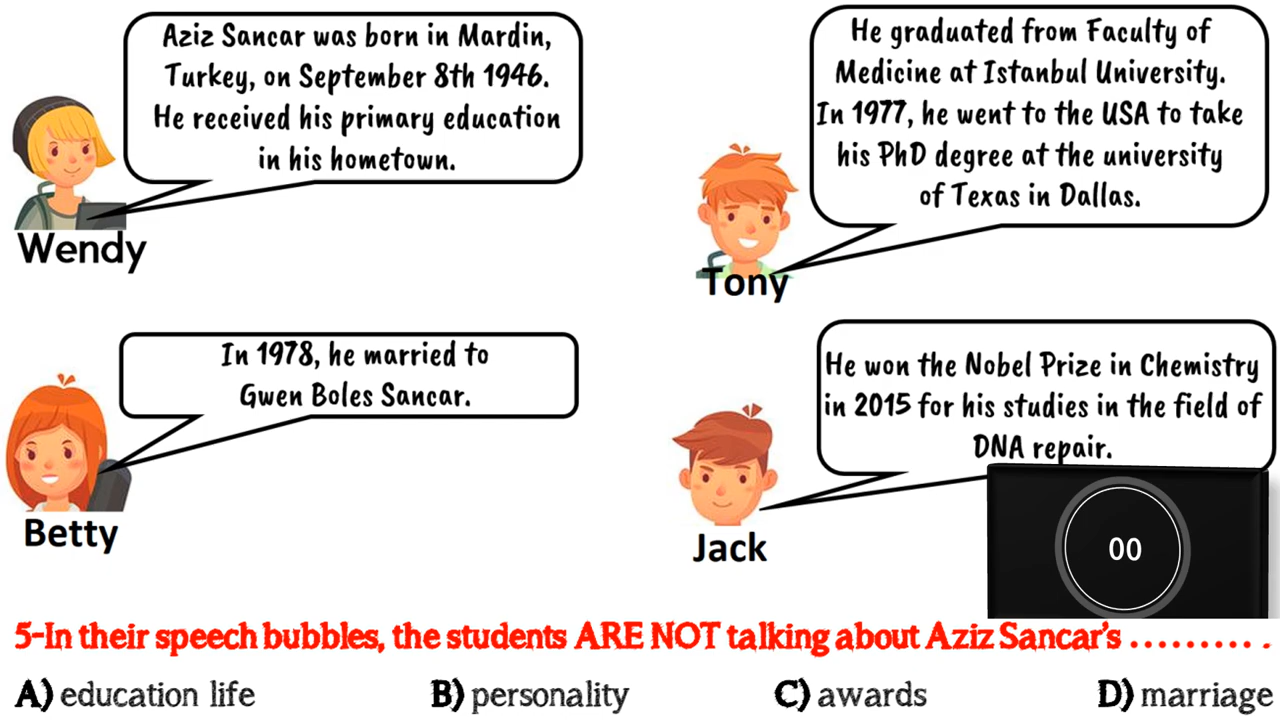 Aziz Sancar was born in Mardin,
Turkey, on September 8th 1946.
He received his primary education
in his hometown.
Wendy
He graduated from Faculty of
Medicine at Istanbul University.
In 1977, he went to the USA to take
his PhD degree at the university
of Texas in Dallas.
Tony
In 1978, he married to
Gwen Boles Sancar.
Betty
He won the Nobel Prize in Chemistry
in 2015 for his studies in the field of
DNA repair.
Jack
00
5-In their speech bubbles, the students ARE NOT talking about Aziz Sancar's . . . . . . . . . .
A) education life B) personality C) awards D) marriage